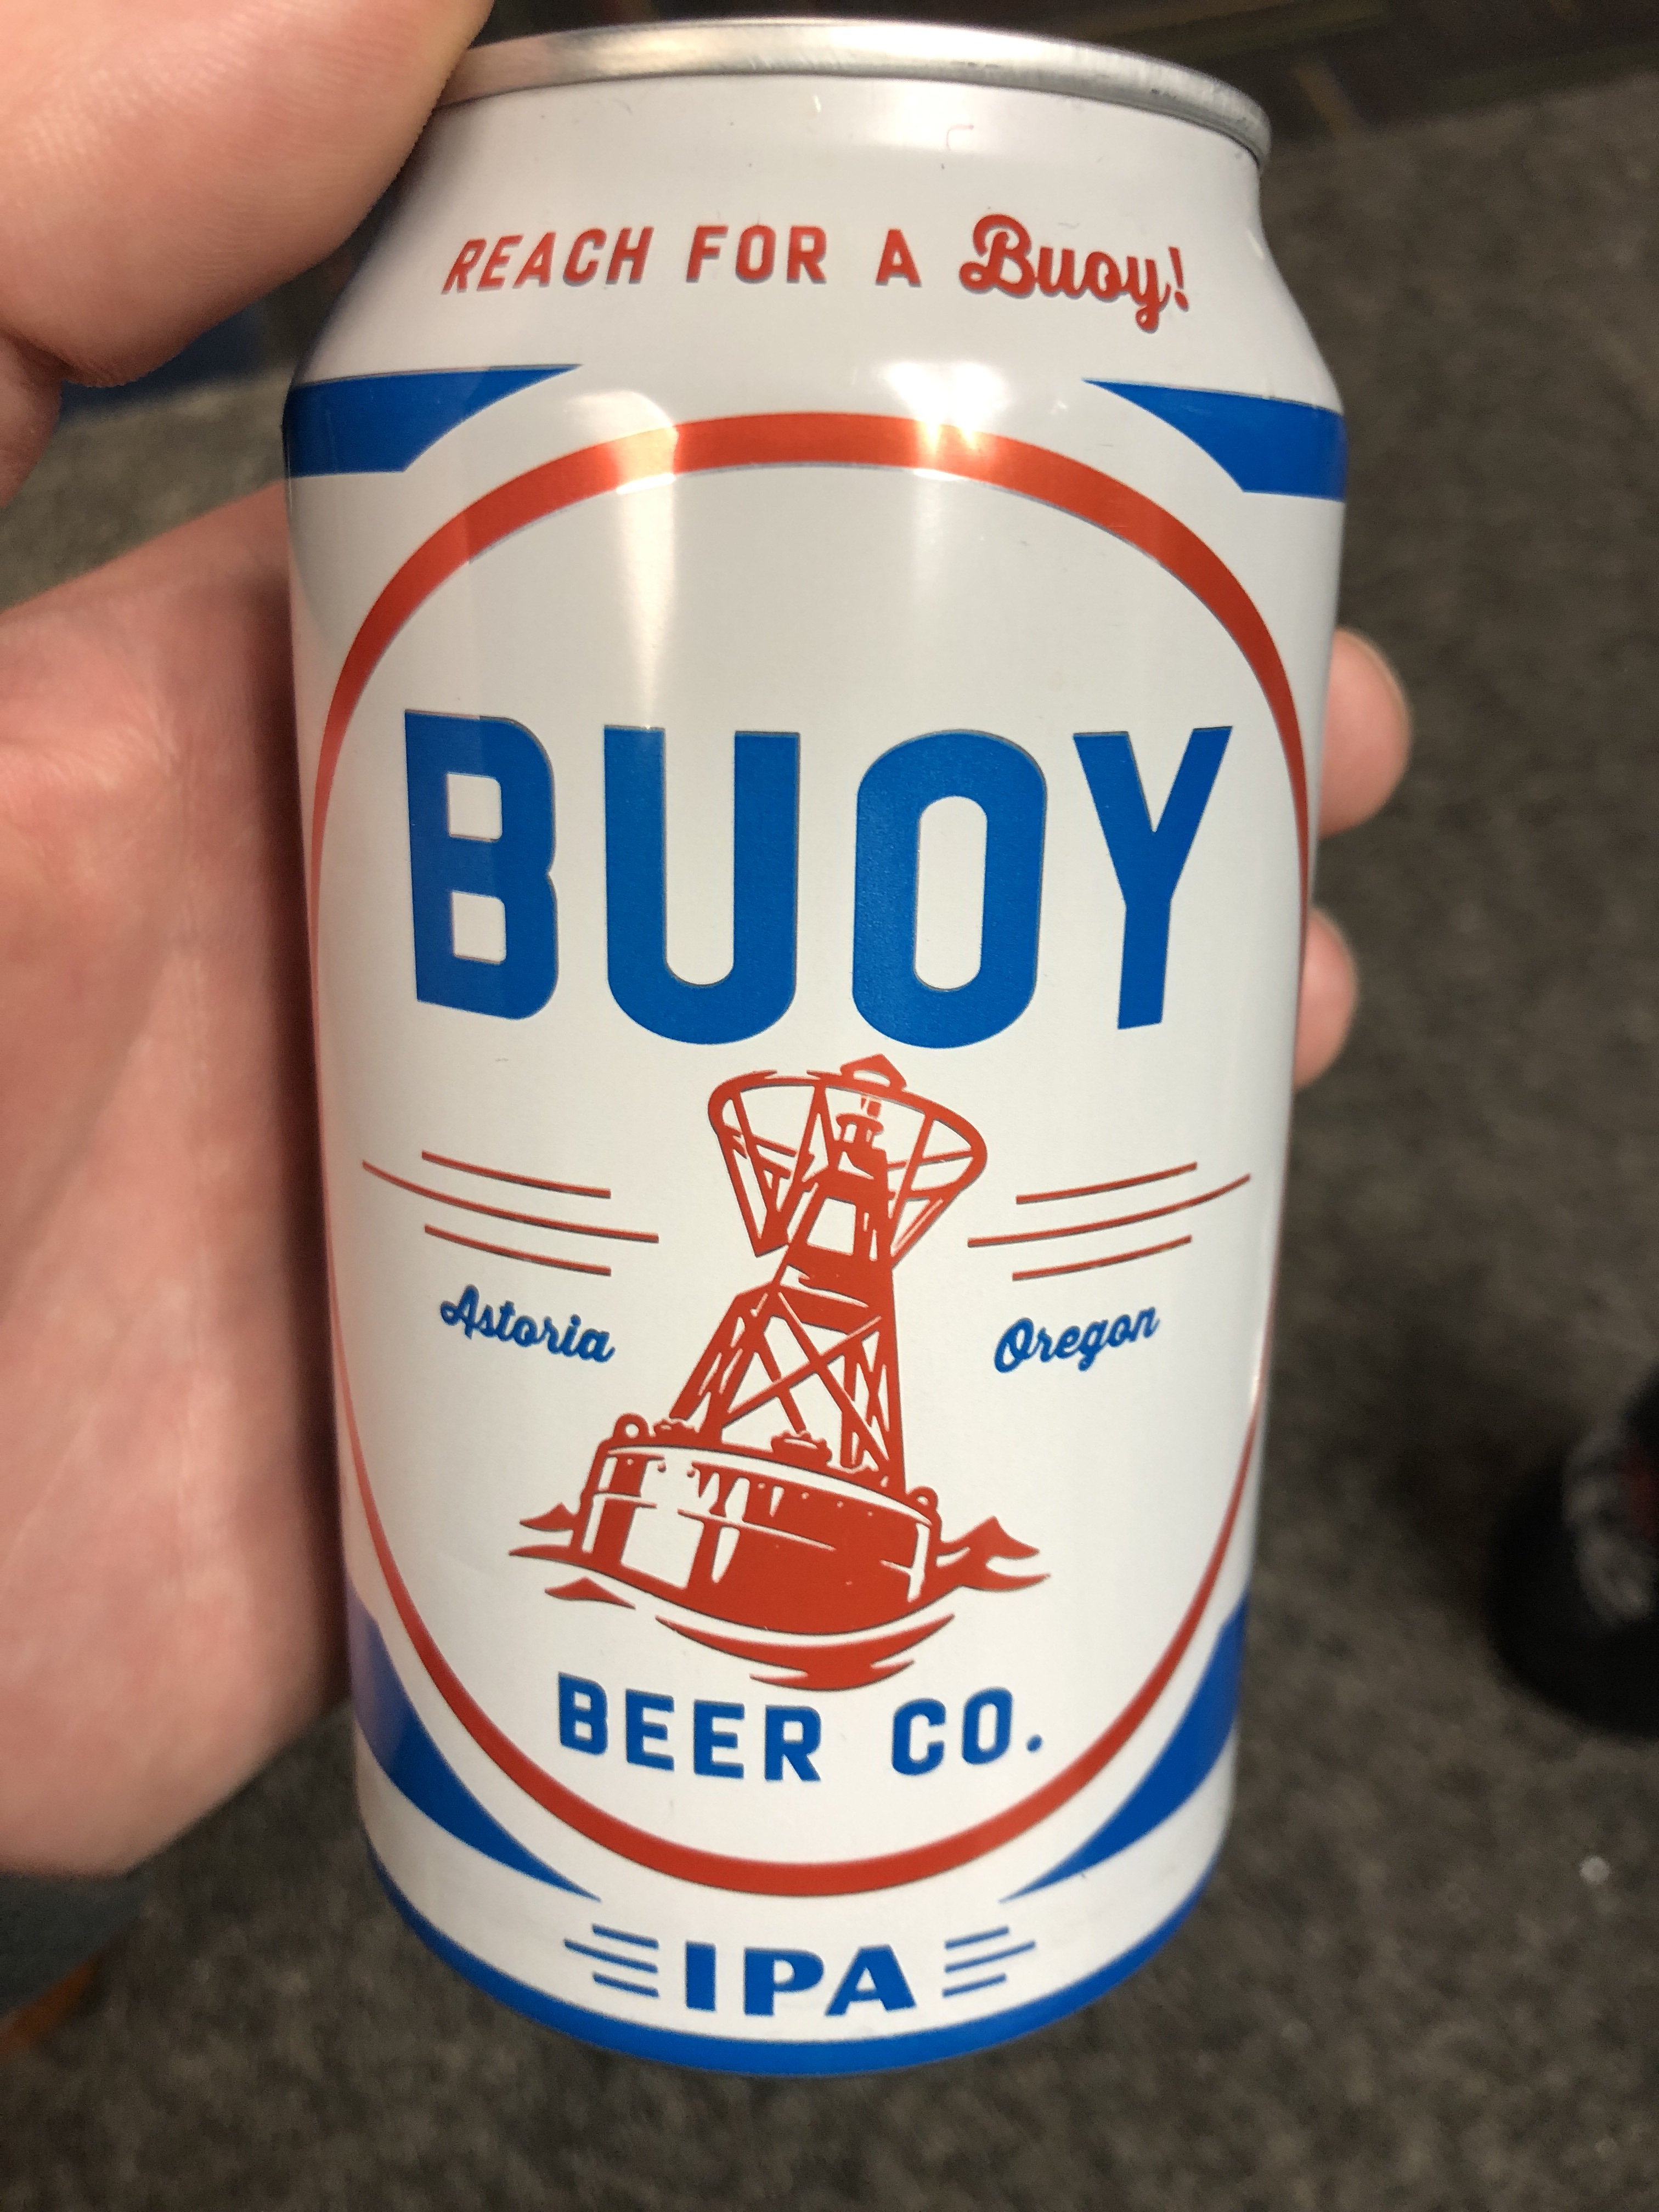 REACH FOR A Buoy!
BUOY
Astoria Oregon
BEER CO.
IPA